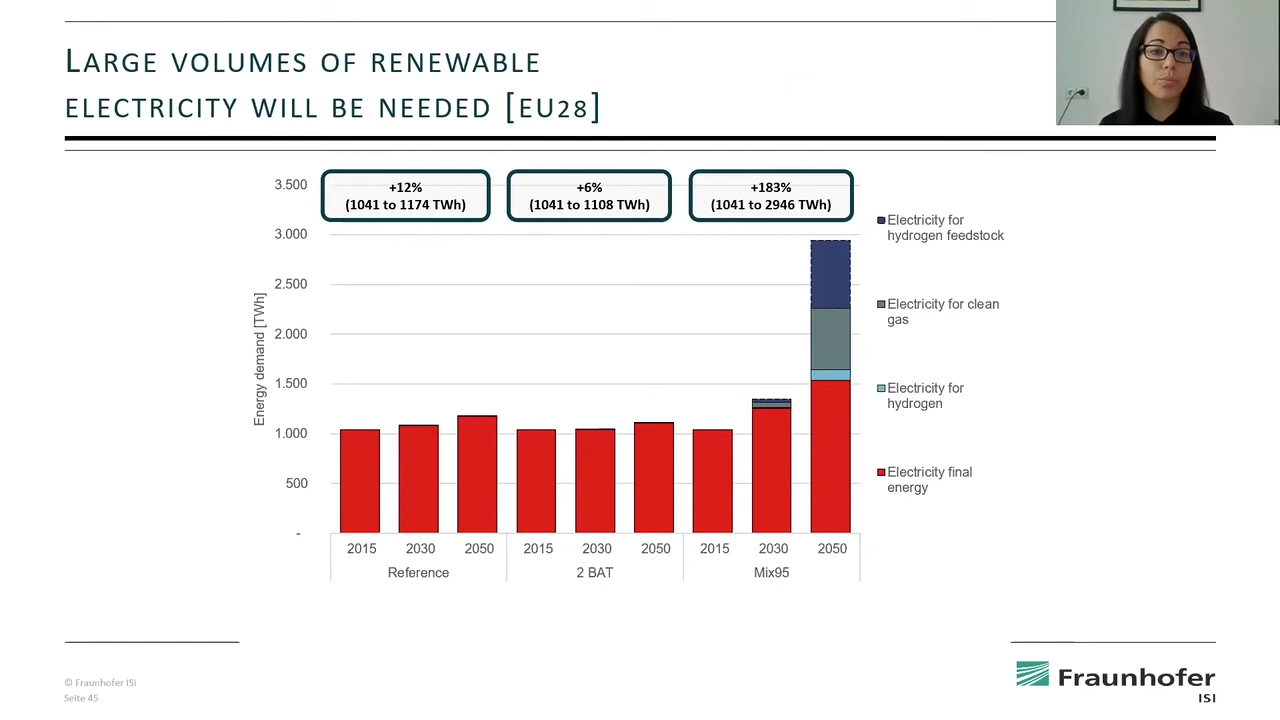 LARGE VOLUMES OF RENEWABLE
ELECTRICITY WILL BE NEEDED [EU28]
+12%
(1041 to 1174 TWh)
+6%
(1041 to 1108 TWh)
+183%
(1041 to 2946 TWh)
Energy demand [TWh]
3.500
3.000
2.500
2.000
1.500
1.000
500
-
2015
2030
2050
2015
2030
2050
2015
2030
2050
Reference
2 BAT
Mix95
Electricity for
hydrogen feedstock
Electricity for clean
gas
Electricity for
hydrogen
Electricity final
energy
© Fraunhofer ISI
Seite 45
Fraunhofer
ISI